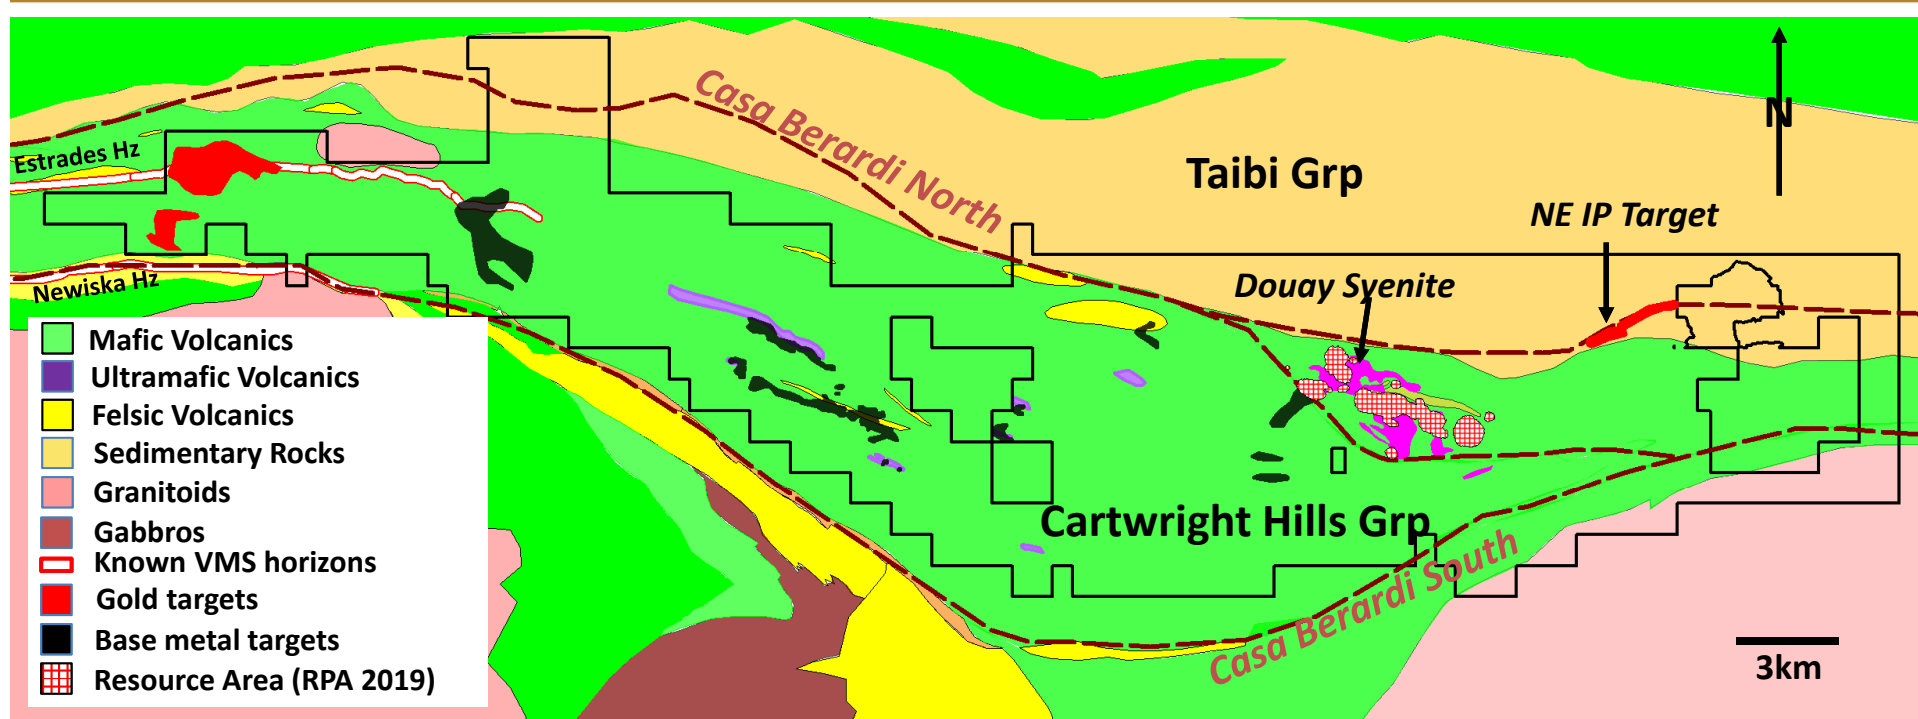 Casa Berardi North
N
Estrades Hz
Taibi Grp
NE IP Target
Douay Syenite
Newiska Hz
Mafic Volcanics
Ultramafic Volcanics
Felsic Volcanics
Sedimentary Rocks
Granitoids
Gabbros
Known VMS horizons
Gold targets
Base metal targets
Resource Area (RPA 2019)
Cartwright Hills Grp
Casa Berardi South
3km